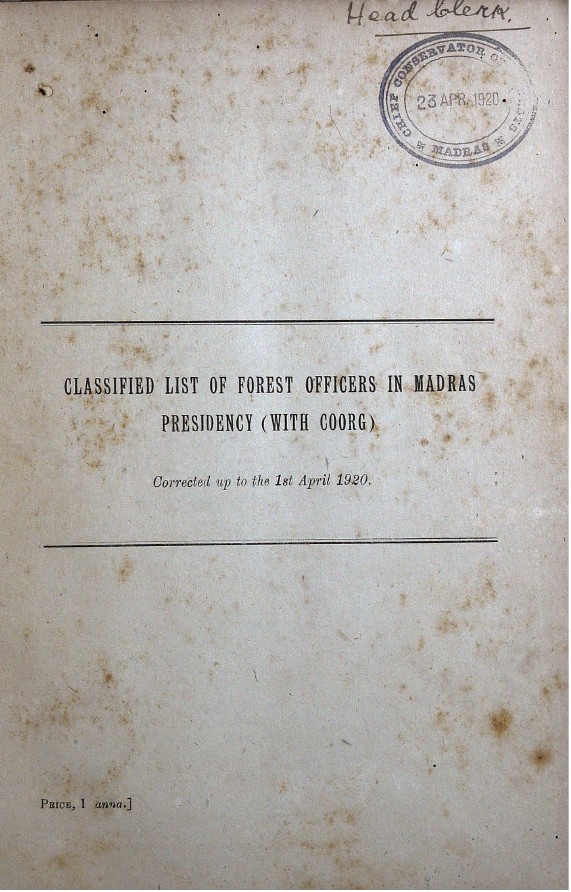 Head Clerk.
CHIEF CONSERVATOR OF
23 APR. 1920
MADRAS
CLASSIFIED LIST OF FOREST OFFICERS IN MADRAS
PRESIDENCY (WITH COORG)
Corrected up to the 1st April 1920.
PRICE, 1 anna.]